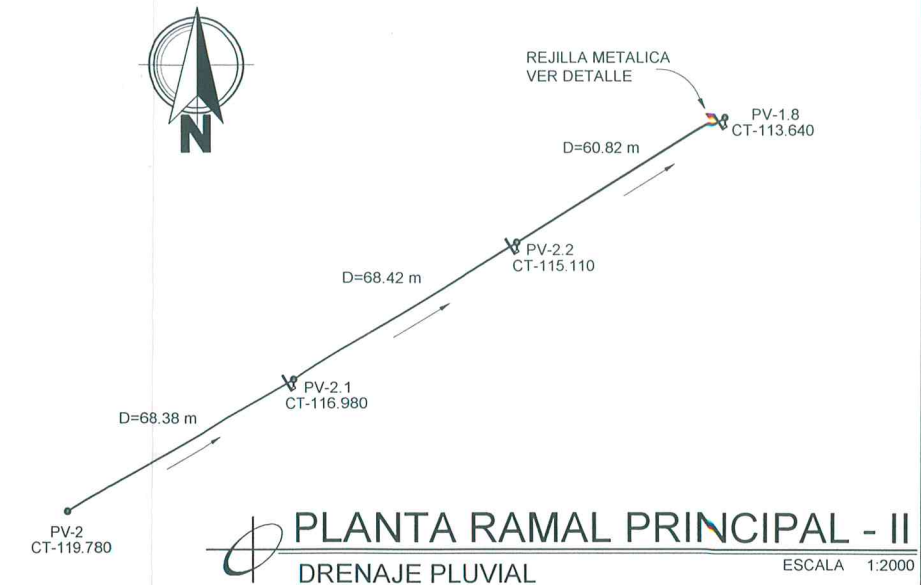 REJILLA METALICA
VER DETALLE
PV-1.8
CT-113.640
D=60.82 m
N
PV-2.2
CT-115.110
D=68.42 m
PV-2.1
CT-116.980
D=68.38 m
PV-2
CT-119.780
PLANTA RAMAL PRINCIPAL - II
DRENAJE PLUVIAL
ESCALA 1:2000